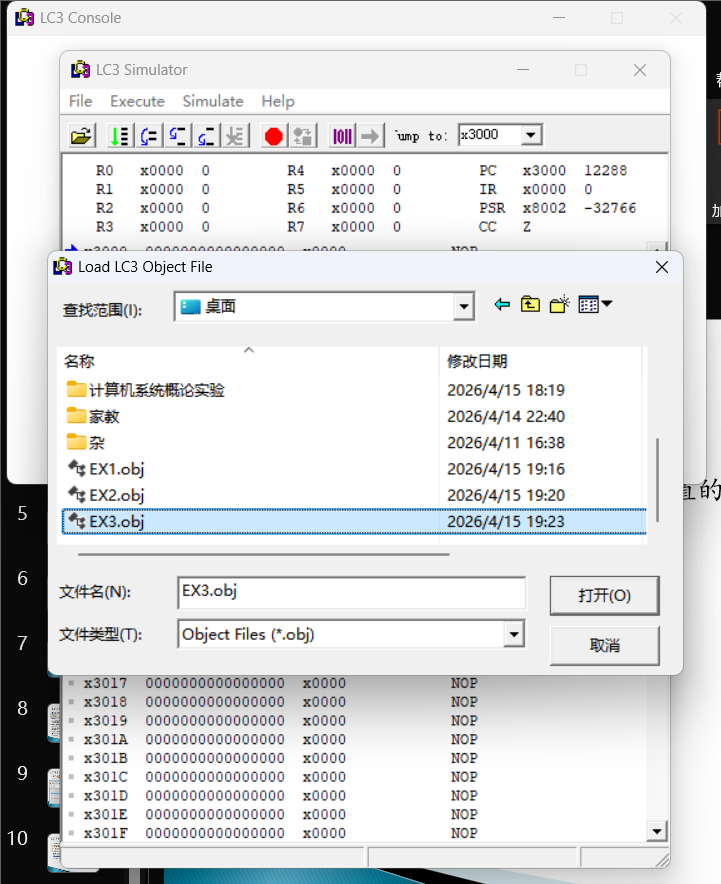 LC3 Console
LC3 Simulator
File Execute Simulate Help
Jump to: x3000
R0 x0000 0 R4 x0000 0 PC x3000 12288
R1 x0000 0 R5 x0000 0 IR x0000 0
R2 x0000 0 R6 x0000 0 PSR x8002 -32766
R3 x0000 0 R7 x0000 0 CC Z
x3000 0000000000000000 x0000 NOP
Load LC3 Object File
查找范围(I): 桌面
名称 修改日期
计算机系统概论实验 2026/4/15 18:19
家教 2026/4/14 22:40
杂 2026/4/11 16:38
EX1.obj 2026/4/15 19:16
EX2.obj 2026/4/15 19:20
EX3.obj 2026/4/15 19:23
值的
文件名(N): EX3.obj 打开(O)
文件类型(T): Object Files (*.obj) 取消
5
6
7
8
9
10
x3017 0000000000000000 x0000 NOP
x3018 0000000000000000 x0000 NOP
x3019 0000000000000000 x0000 NOP
x301A 0000000000000000 x0000 NOP
x301B 0000000000000000 x0000 NOP
x301C 0000000000000000 x0000 NOP
x301D 0000000000000000 x0000 NOP
x301E 0000000000000000 x0000 NOP
x301F 0000000000000000 x0000 NOP